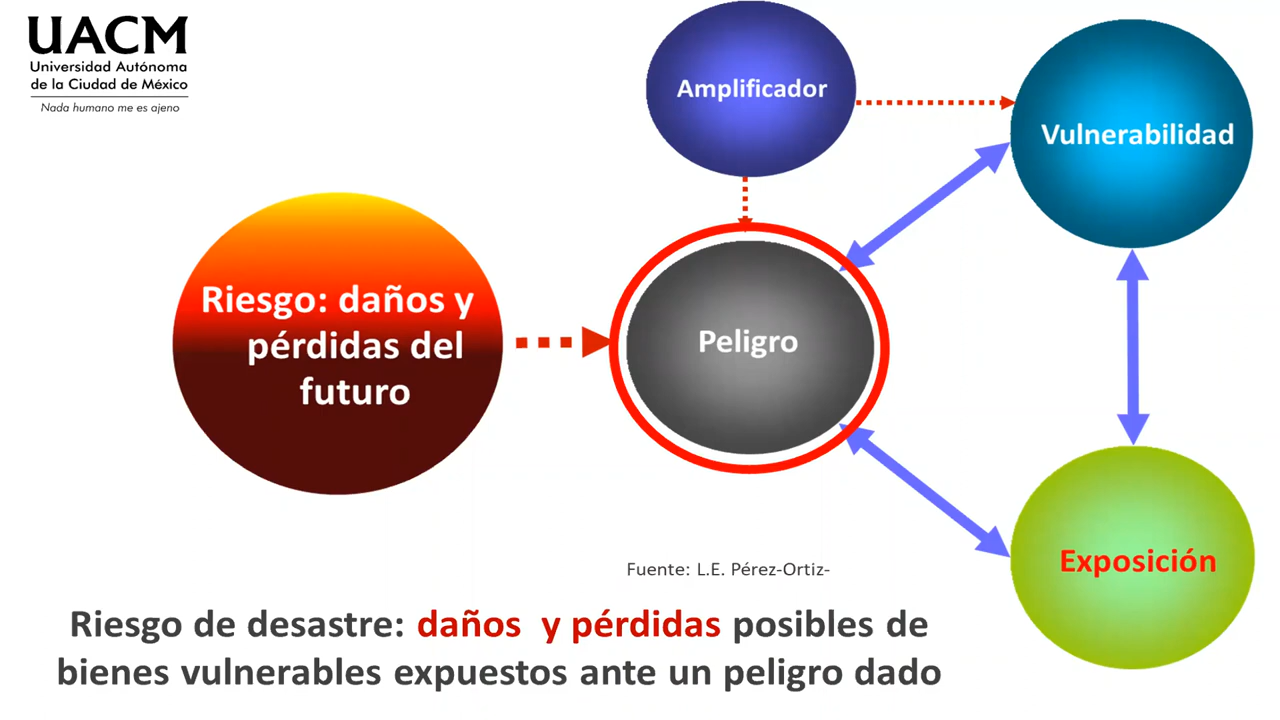 UACM
Universidad Autónoma
de la Ciudad de México
Nada humano me es ajeno
Amplificador
Vulnerabilidad
Riesgo: daños y
pérdidas del
futuro
Peligro
Exposición
Fuente: L.E. Pérez-Ortiz-
Riesgo de desastre: daños y pérdidas posibles de
bienes vulnerables expuestos ante un peligro dado